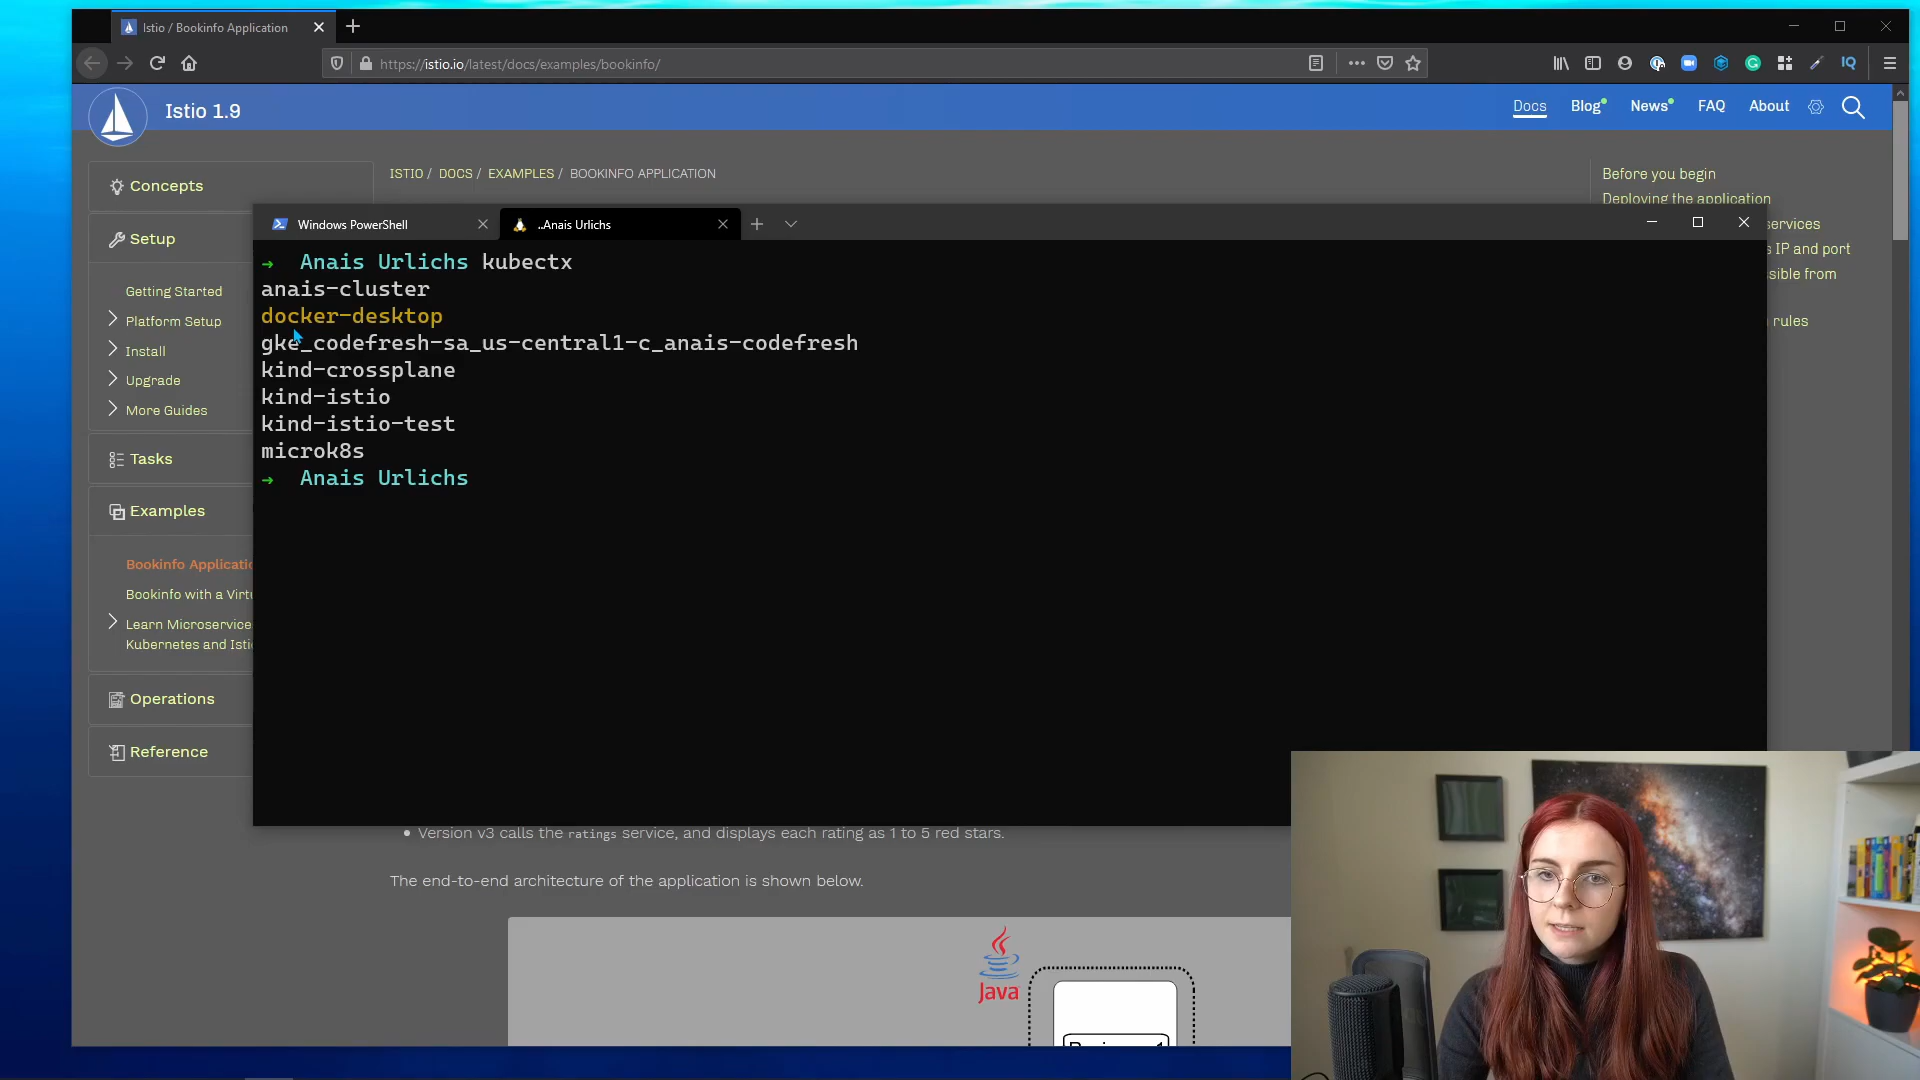 Istio / Bookinfo Application
https://istio.io/latest/docs/examples/bookinfo/
IQ
Istio 1.9
Docs
Blog
News
FAQ
About
Concepts
Setup
Getting Started
Platform Setup
Install
Upgrade
More Guides
Tasks
Examples
Bookinfo Applicatio
Bookinfo with a Virtu
Learn Microservice
Kubernetes and Isti
Operations
Reference
ISTIO / DOCS / EXAMPLES / BOOKINFO APPLICATION
Before you begin
Deploying the application
services
s IP and port
sible from
rules
Windows PowerShell
..Anais Urlichs
→ Anais Urlichs kubectx
anais-cluster
docker-desktop
gke_codefresh-sa_us-central1-c_anais-codefresh
kind-crossplane
kind-istio
kind-istio-test
microk8s
→ Anais Urlichs
• Version v3 calls the ratings service, and displays each rating as 1 to 5 red stars.
The end-to-end architecture of the application is shown below.
Java